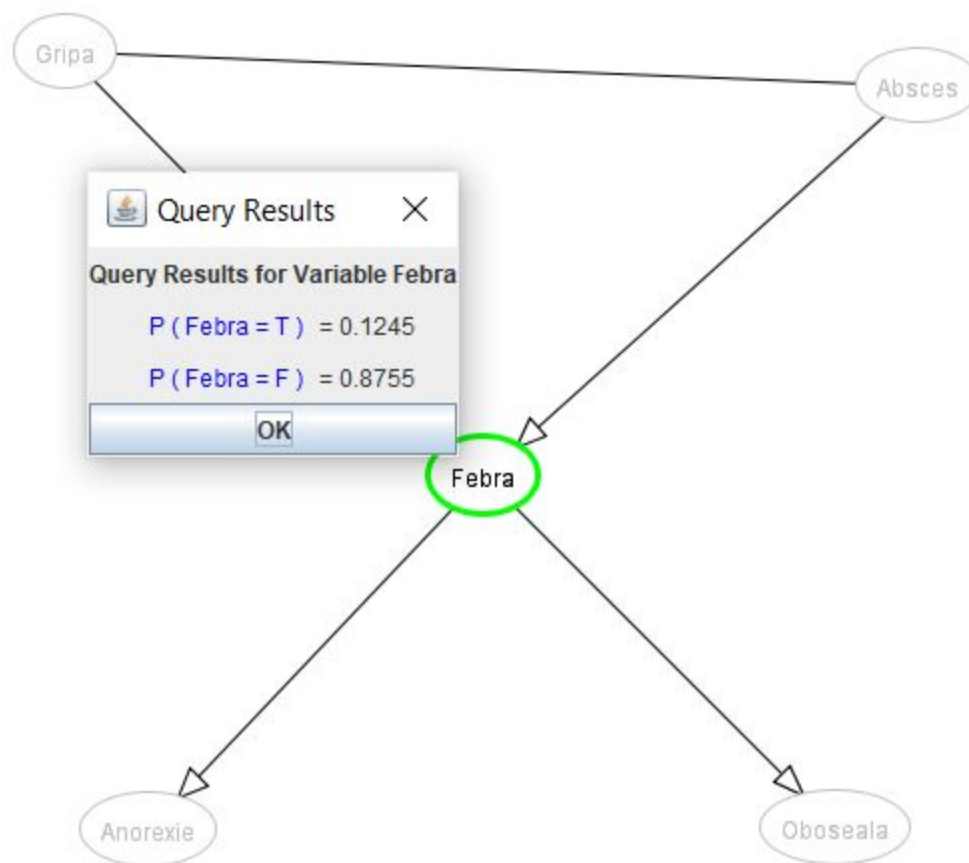 Gripa
Absces
Query Results
Query Results for Variable Febra
P ( Febra = T ) = 0.1245
P ( Febra = F ) = 0.8755
OK
Febra
Anorexie
Oboseala